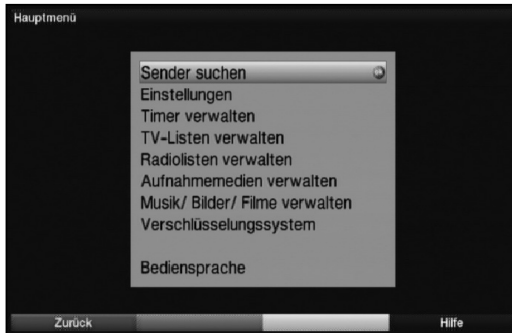 Hauptmenü
Sender suchen
Einstellungen
Timer verwalten
TV-Listen verwalten
Radiolisten verwalten
Aufnahmemedien verwalten
Musik/ Bilder/ Filme verwalten
Verschlüsselungssystem
Bediensprache
Zurück
Hilfe